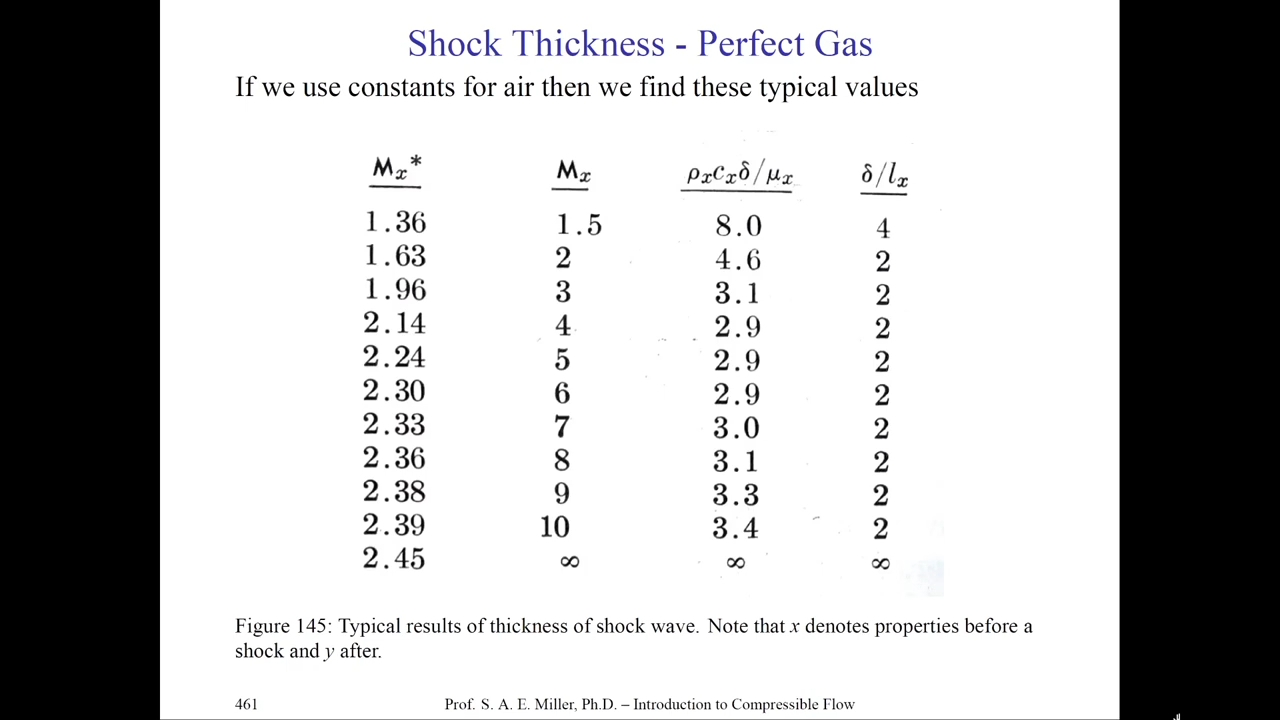 Shock Thickness - Perfect Gas
If we use constants for air then we find these typical values
Mₓ* Mₓ ρₓcₓδ/μₓ δ/lₓ
1.36 1.5 8.0 4
1.63 2 4.6 2
1.96 3 3.1 2
2.14 4 2.9 2
2.24 5 2.9 2
2.30 6 2.9 2
2.33 7 3.0 2
2.36 8 3.1 2
2.38 9 3.3 2
2.39 10 3.4 2
2.45 ∞ ∞ ∞
Figure 145: Typical results of thickness of shock wave. Note that x denotes properties before a
shock and y after.
461 Prof. S. A. E. Miller, Ph.D. – Introduction to Compressible Flow